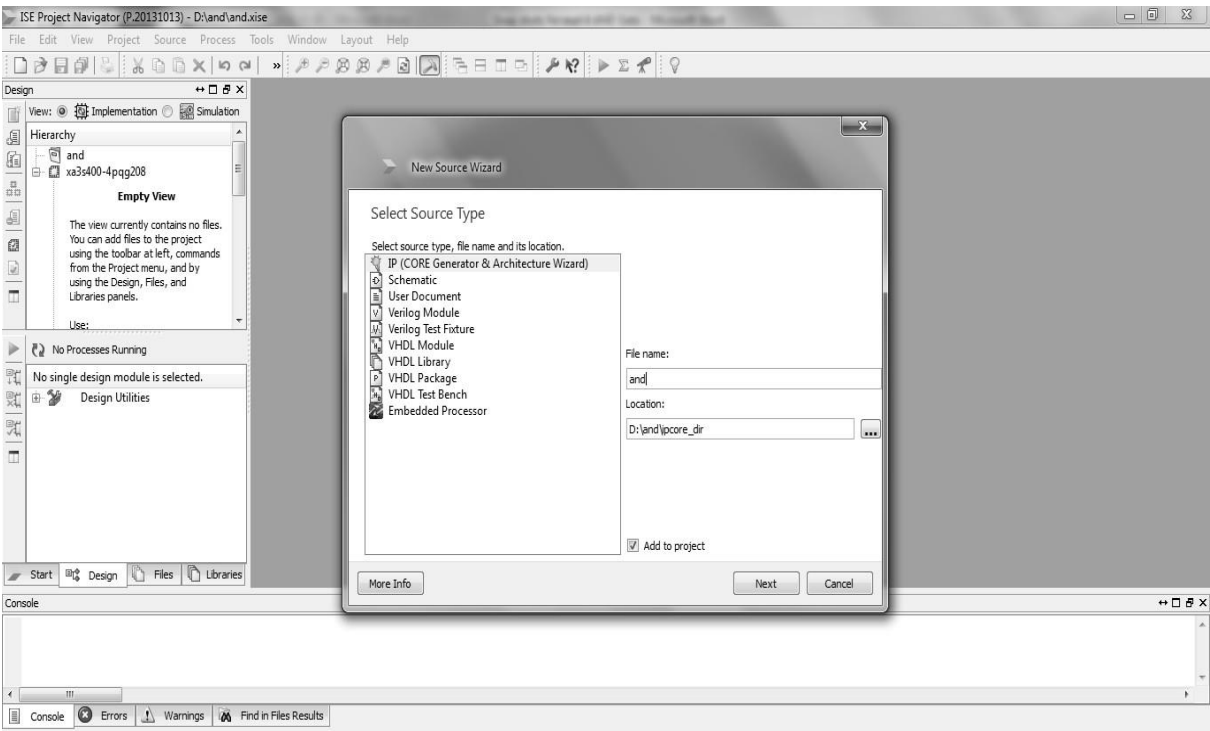 ISE Project Navigator (P.20131013) - D:\and\and.xise
File Edit View Project Source Process Tools Window Layout Help
»
Design
View: Implementation Simulation
Hierarchy
and
xa3s400-4pqg208
Empty View
The view currently contains no files.
You can add files to the project
using the toolbar at left, commands
from the Project menu, and by
using the Design, Files, and
Libraries panels.
Use:
No Processes Running
No single design module is selected.
Design Utilities
Start Design Files Libraries
New Source Wizard
Select Source Type
Select source type, file name and its location.
IP (CORE Generator & Architecture Wizard)
Schematic
User Document
Verilog Module
Verilog Test Fixture
VHDL Module
VHDL Library
VHDL Package
VHDL Test Bench
Embedded Processor
File name:
and
Location:
D:\and\ipcore_dir
...
Add to project
More Info Next Cancel
Console
Console Errors Warnings Find in Files Results